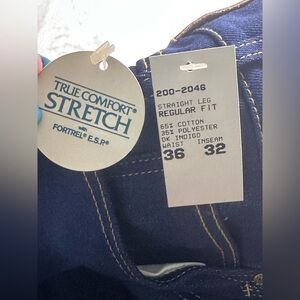 TRUE COMFORT®
STRETCH
with
FORTREL® E.S.P.®
200-2046
STRAIGHT LEG
REGULAR FIT
65% COTTON
35% POLYESTER
DK INDIGO
WAIST INSEAM
36 32